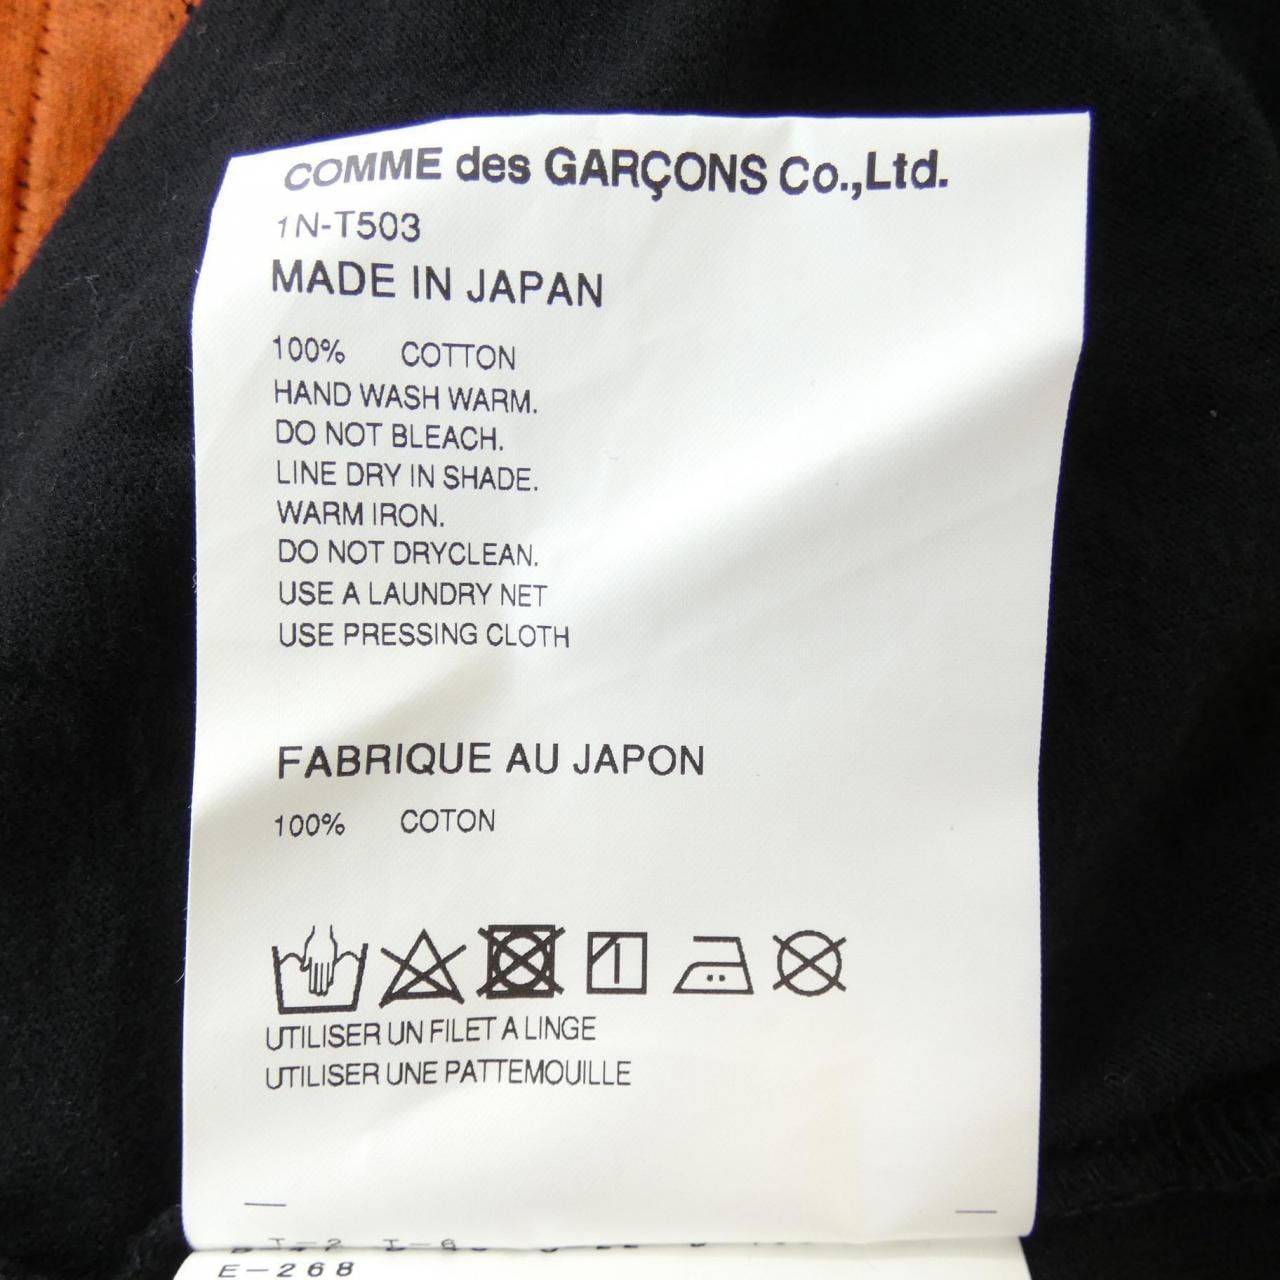 COMME des GARÇONS Co.,Ltd.
1N-T503
MADE IN JAPAN
100% COTTON
HAND WASH WARM.
DO NOT BLEACH.
LINE DRY IN SHADE.
WARM IRON.
DO NOT DRYCLEAN.
USE A LAUNDRY NET
USE PRESSING CLOTH
FABRIQUE AU JAPON
100% COTON
UTILISER UN FILET A LINGE
UTILISER UNE PATTEMOUILLE
E-268